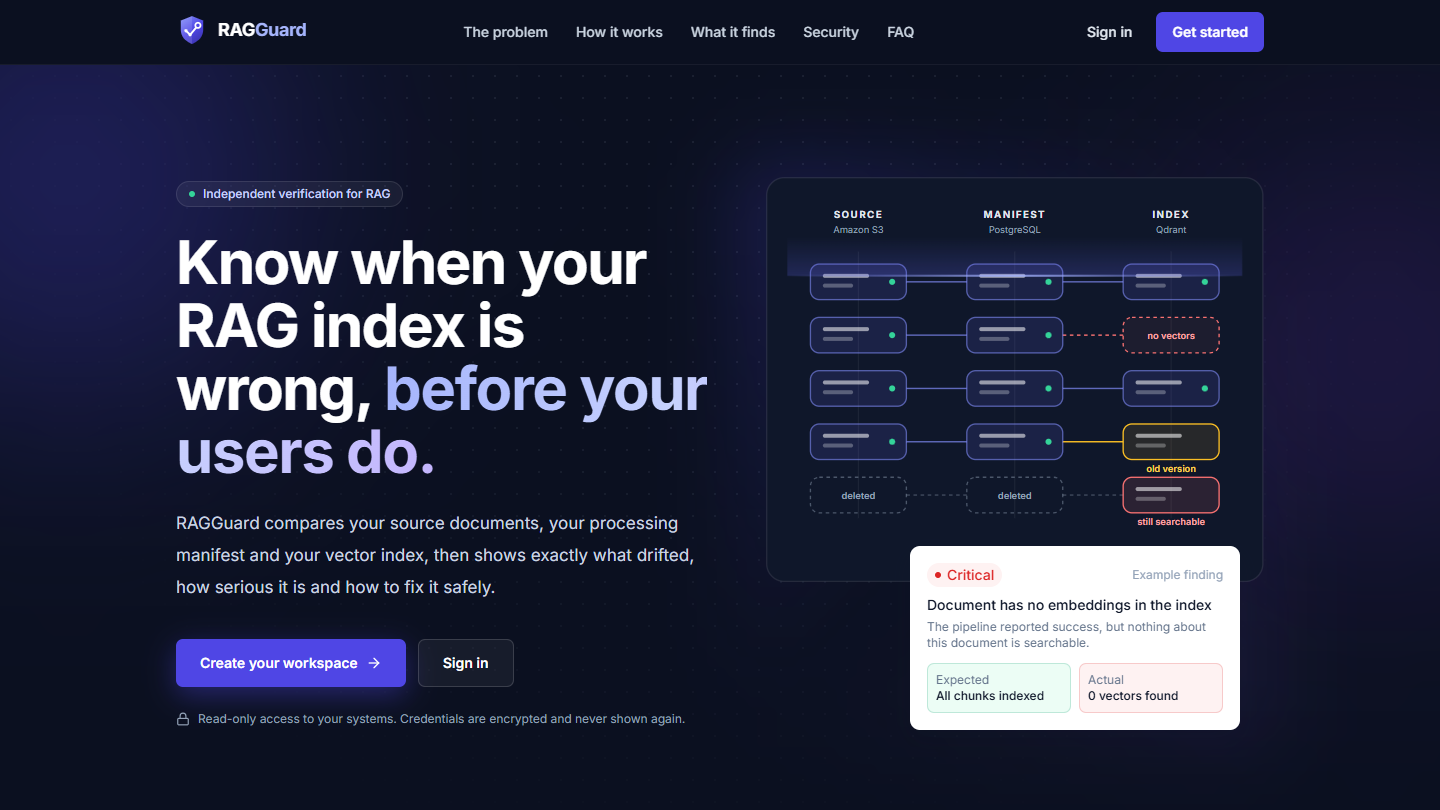 RAGGuard
The problem
How it works
What it finds
Security
FAQ
Sign in
Get started
Independent verification for RAG
Know when your
RAG index is
wrong, before your
users do.
RAGGuard compares your source documents, your processing
manifest and your vector index, then shows exactly what drifted,
how serious it is and how to fix it safely.
Create your workspace →
Sign in
Read-only access to your systems. Credentials are encrypted and never shown again.
SOURCE
Amazon S3
MANIFEST
PostgreSQL
INDEX
Qdrant
no vectors
old version
deleted
deleted
still searchable
Critical
Example finding
Document has no embeddings in the index
The pipeline reported success, but nothing about
this document is searchable.
Expected
All chunks indexed
Actual
0 vectors found